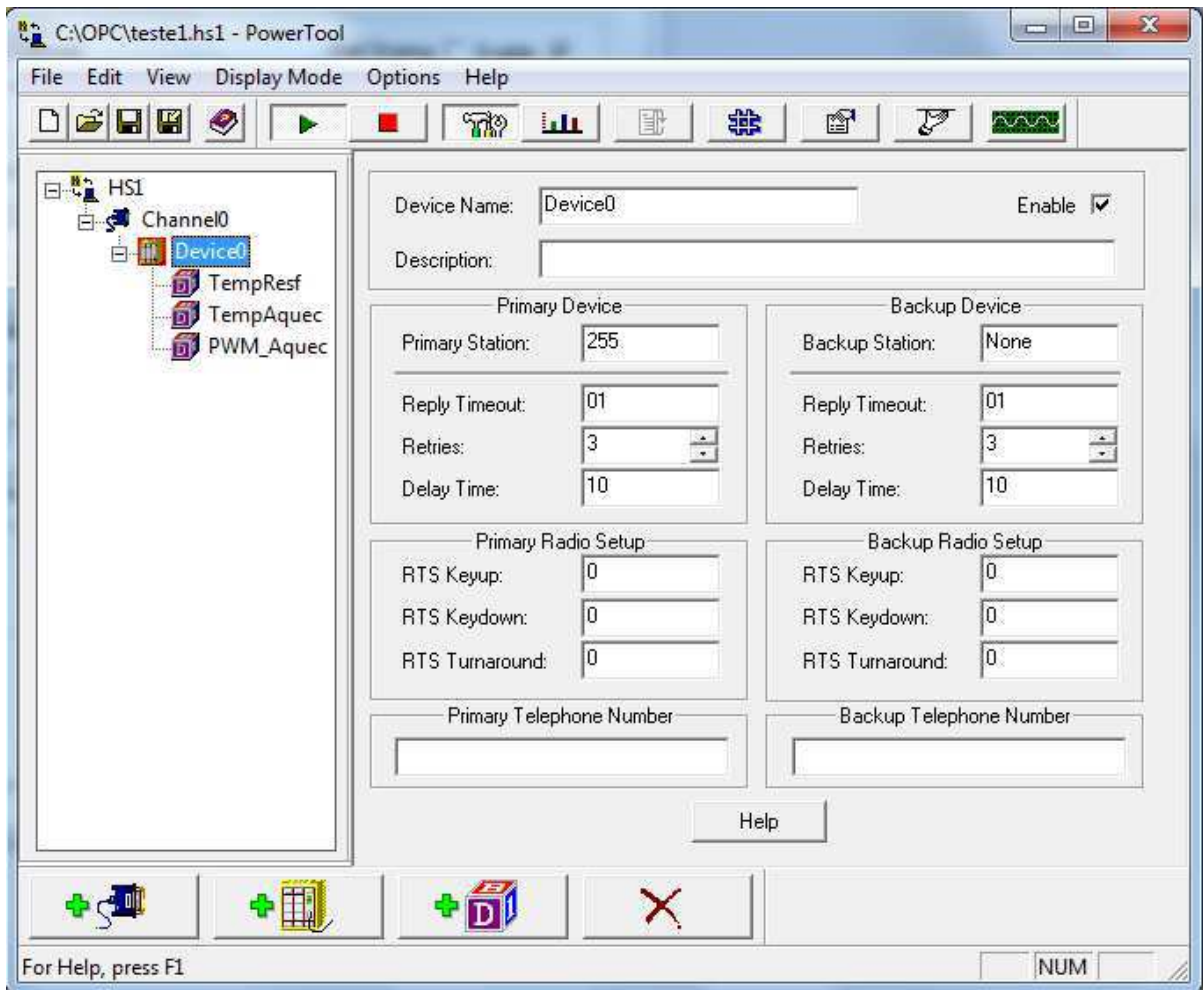 C:\OPC\teste1.hs1 - PowerTool
File Edit View Display Mode Options Help
HS1
Channel0
Device0
TempResf
TempAquec
PWM_Aquec
Device Name: Device0 Enable
Description:
Primary Device
Primary Station: 255
Reply Timeout: 01
Retries: 3
Delay Time: 10
Backup Device
Backup Station: None
Reply Timeout: 01
Retries: 3
Delay Time: 10
Primary Radio Setup
RTS Keyup: 0
RTS Keydown: 0
RTS Turnaround: 0
Backup Radio Setup
RTS Keyup: 0
RTS Keydown: 0
RTS Turnaround: 0
Primary Telephone Number
Backup Telephone Number
Help
For Help, press F1
NUM